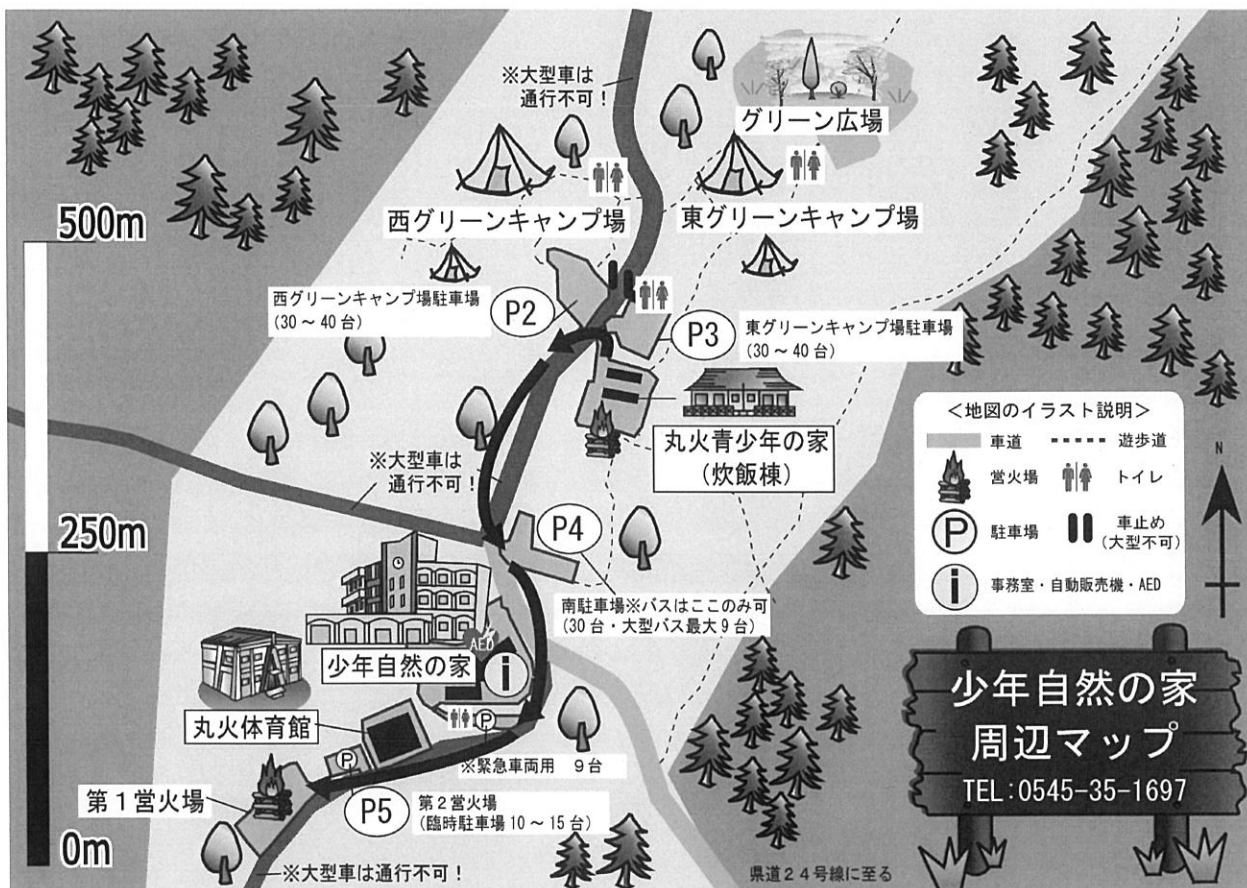 ※大型車は
通行不可！
グリーン広場
西グリーンキャンプ場
東グリーンキャンプ場
500m
西グリーンキャンプ場駐車場
(30～40台)
P2
P3
東グリーンキャンプ場駐車場
(30～40台)
丸火青少年の家
(炊飯棟)
＜地図のイラスト説明＞
車道
遊歩道
営火場
トイレ
P
駐車場
車止め
(大型不可)
i
事務室・自動販売機・AED
N
※大型車は
通行不可！
250m
P4
南駐車場※バスはここのみ可
(30台・大型バス最大9台)
AED
少年自然の家
i
丸火体育館
P
※緊急車両用 9台
P
第1営火場
P5
第2営火場
(臨時駐車場10～15台)
0m
※大型車は通行不可！
県道24号線に至る
少年自然の家
周辺マップ
TEL:0545-35-1697